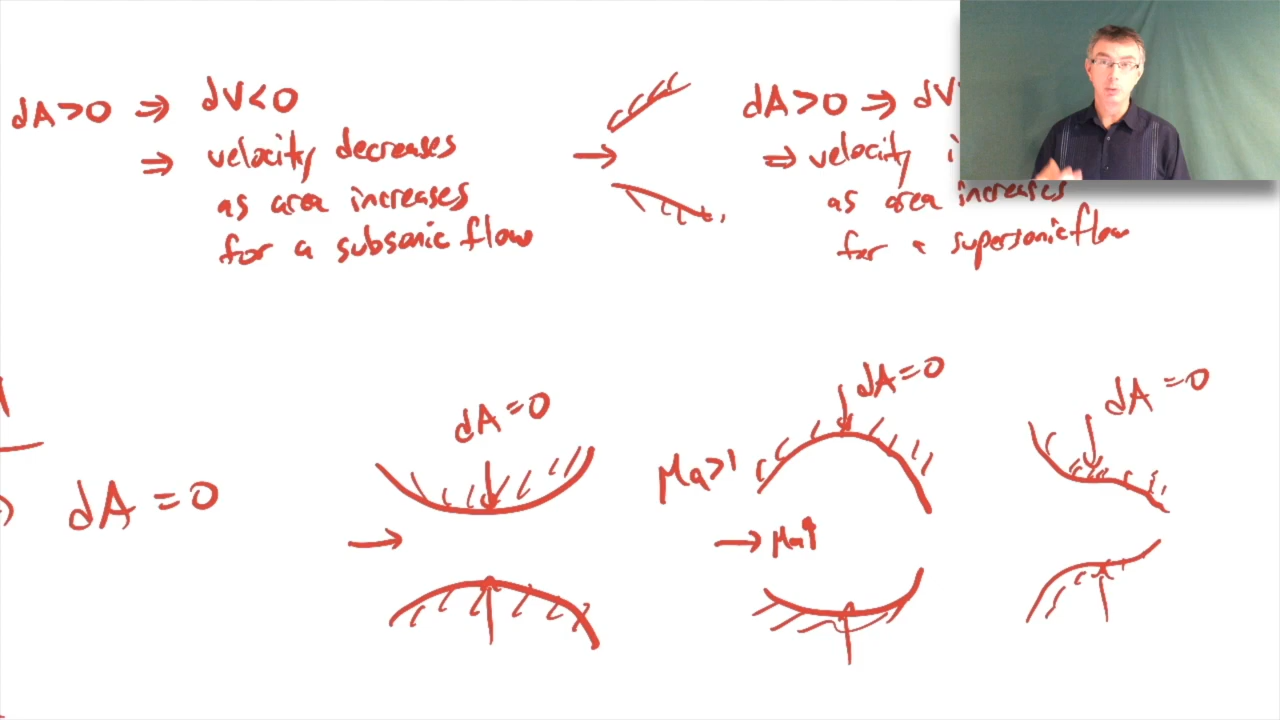 dA>0 ⇒ dV<0
⇒ velocity decreases
as area increases
for a subsonic flow
dA>0 ⇒ dV
⇒ velocity
as area increases
for a supersonic flow
dA=0
dA=0
dA=0
dA=0
Ma>1
Ma↑